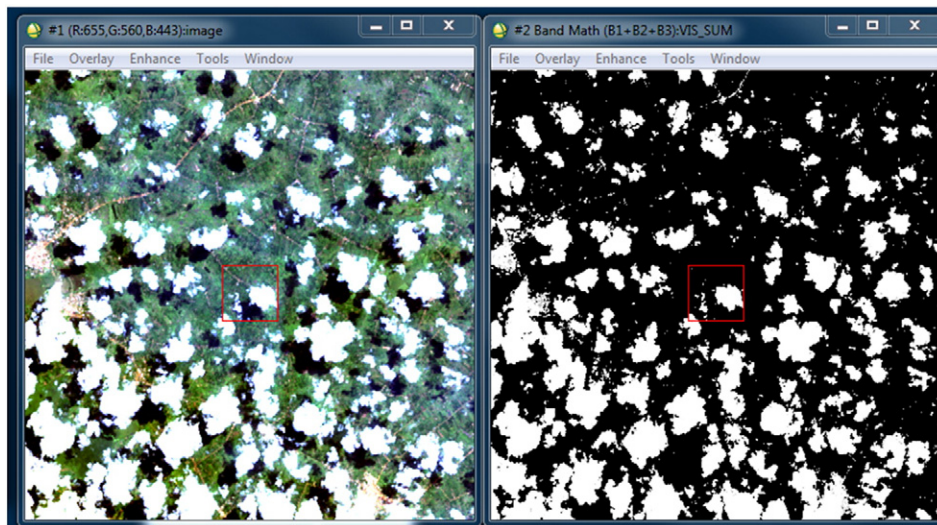 #1 (R:655,G:560,B:443):image
File Overlay Enhance Tools Window
#2 Band Math (B1+B2+B3):VIS_SUM
File Overlay Enhance Tools Window